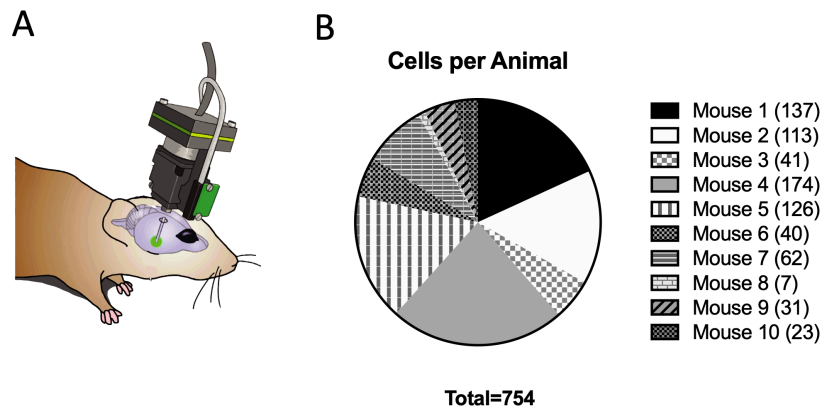 A
B
Cells per Animal
Mouse 1 (137)
Mouse 2 (113)
Mouse 3 (41)
Mouse 4 (174)
Mouse 5 (126)
Mouse 6 (40)
Mouse 7 (62)
Mouse 8 (7)
Mouse 9 (31)
Mouse 10 (23)
Total=754